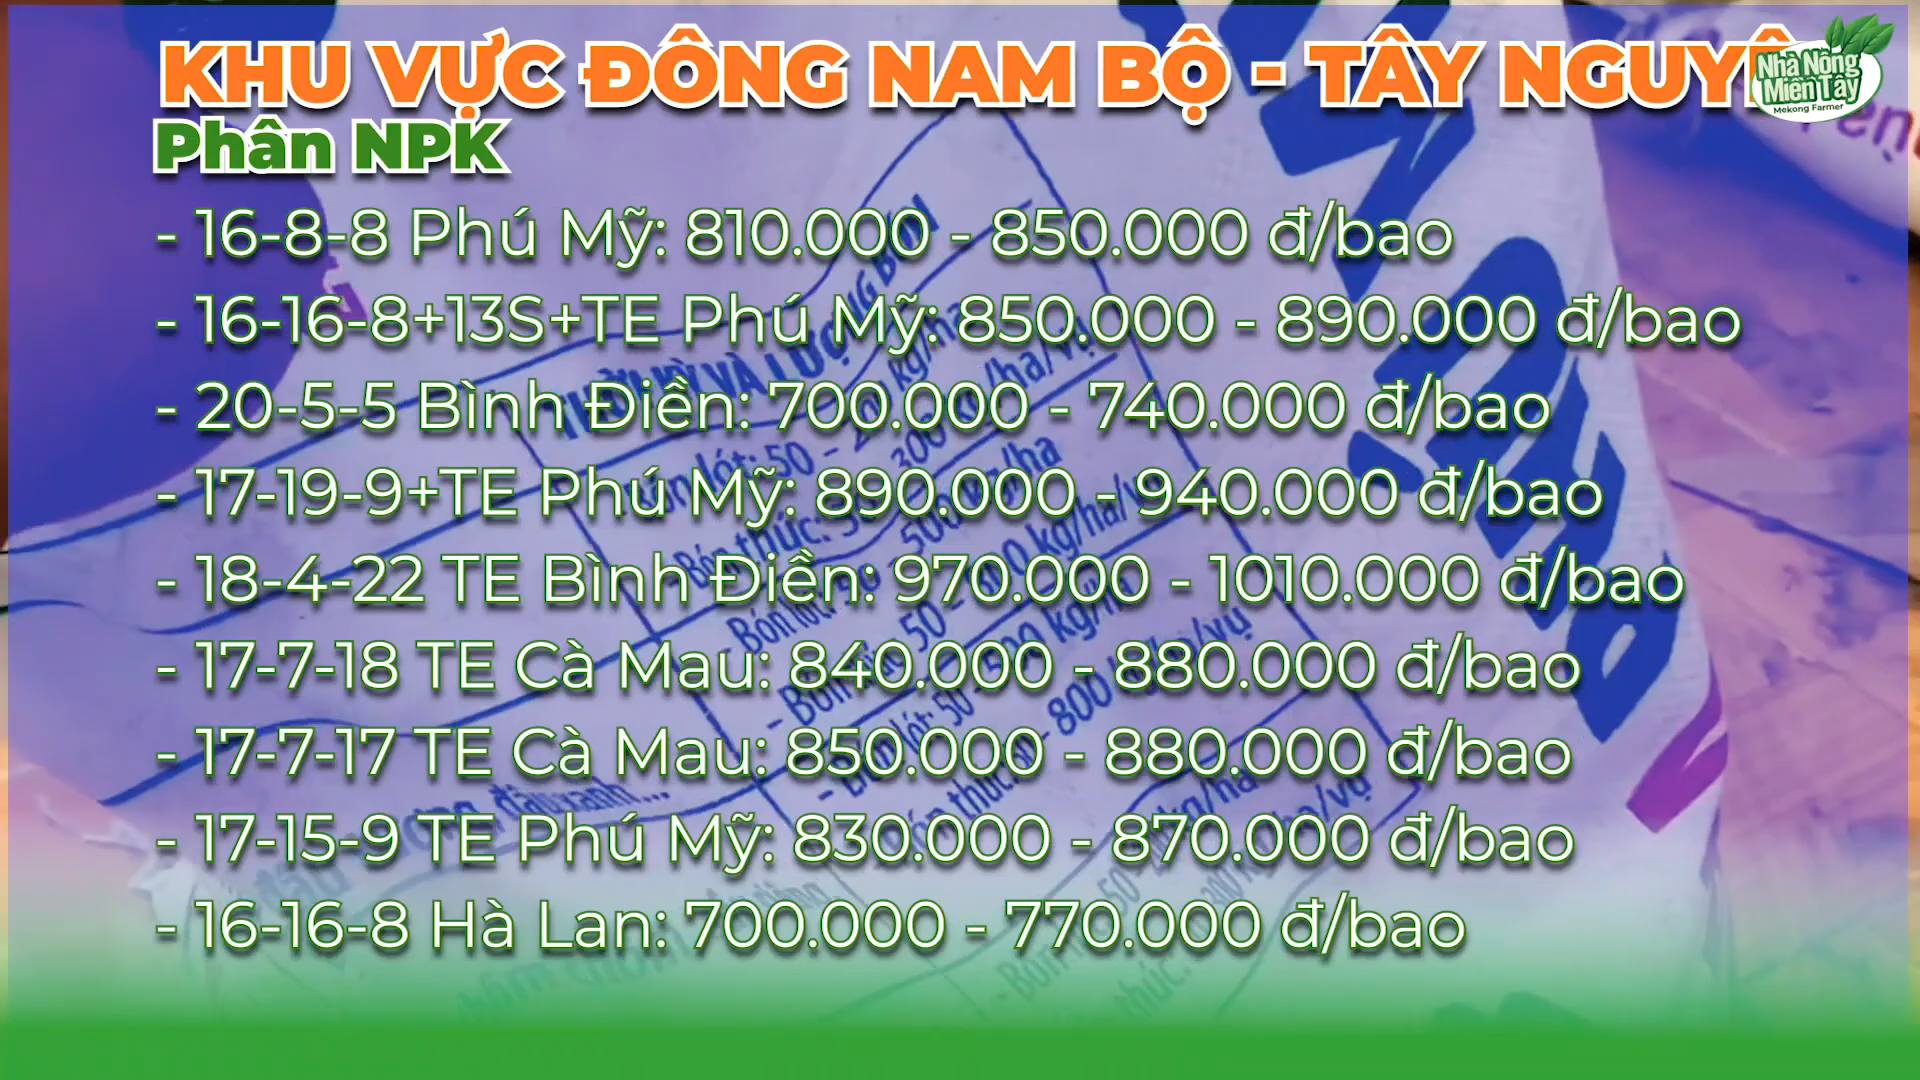 KHU VỰC ĐÔNG NAM BỘ - TÂY NGUYÊ
Nhà Nông
Miền Tây
Mekong Farmer
Phân NPK
- 16-8-8 Phú Mỹ: 810.000 - 850.000 đ/bao
- 16-16-8+13S+TE Phú Mỹ: 850.000 - 890.000 đ/bao
- 20-5-5 Bình Điền: 700.000 - 740.000 đ/bao
- 17-19-9+TE Phú Mỹ: 890.000 - 940.000 đ/bao
- 18-4-22 TE Bình Điền: 970.000 - 1010.000 đ/bao
- 17-7-18 TE Cà Mau: 840.000 - 880.000 đ/bao
- 17-7-17 TE Cà Mau: 850.000 - 880.000 đ/bao
- 17-15-9 TE Phú Mỹ: 830.000 - 870.000 đ/bao
- 16-16-8 Hà Lan: 700.000 - 770.000 đ/bao